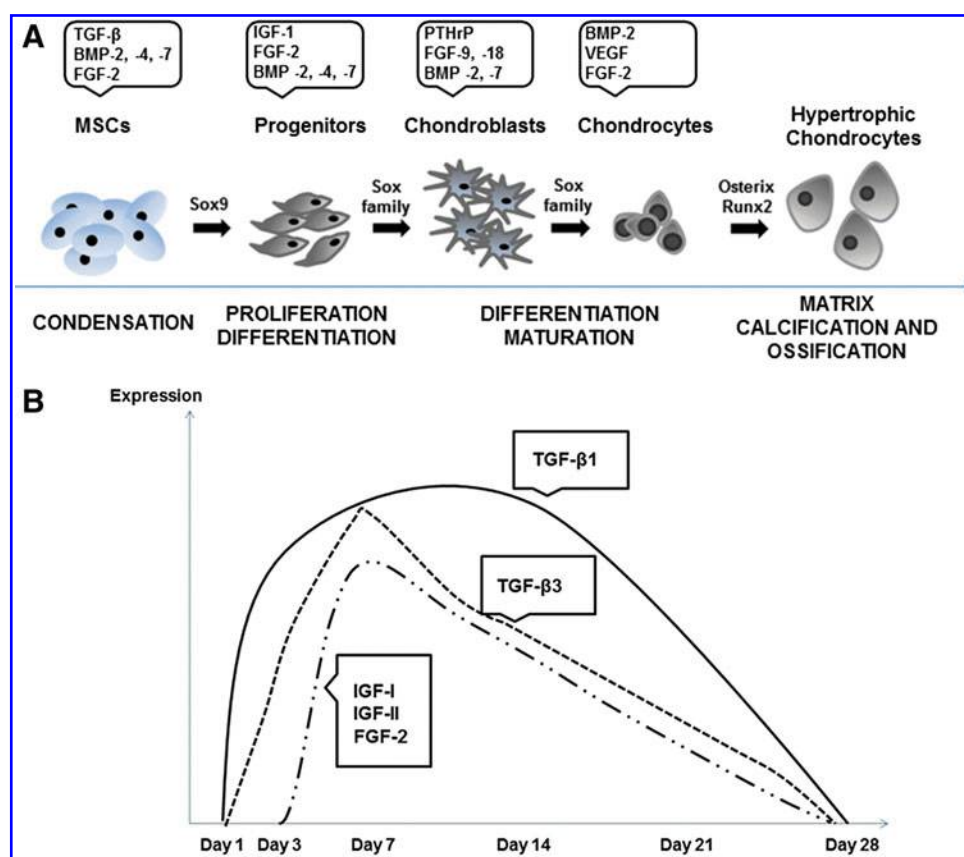 A
TGF-β
BMP-2, -4, -7
FGF-2
IGF-1
FGF-2
BMP -2, -4, -7
PTHrP
FGF-9, -18
BMP -2, -7
BMP-2
VEGF
FGF-2
MSCs
Progenitors
Chondroblasts
Chondrocytes
Hypertrophic
Chondrocytes
Sox9
Sox
family
Sox
family
Osterix
Runx2
CONDENSATION
PROLIFERATION
DIFFERENTIATION
DIFFERENTIATION
MATURATION
MATRIX
CALCIFICATION AND
OSSIFICATION
B
Expression
TGF-β1
TGF-β3
IGF-I
IGF-II
FGF-2
Day 1 Day 3 Day 7 Day 14 Day 21 Day 28